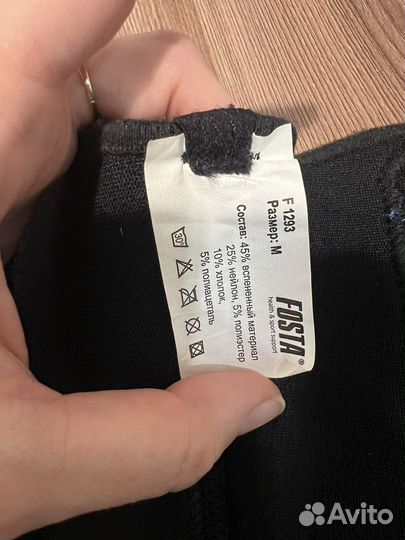 F 1293
Размер: M
FOSTA®
health & sport support
Состав: 45% вспененный материал
25% нейлон, 5% полиэстер
10% хлопок,
5% полиацеталь
30°
Avito